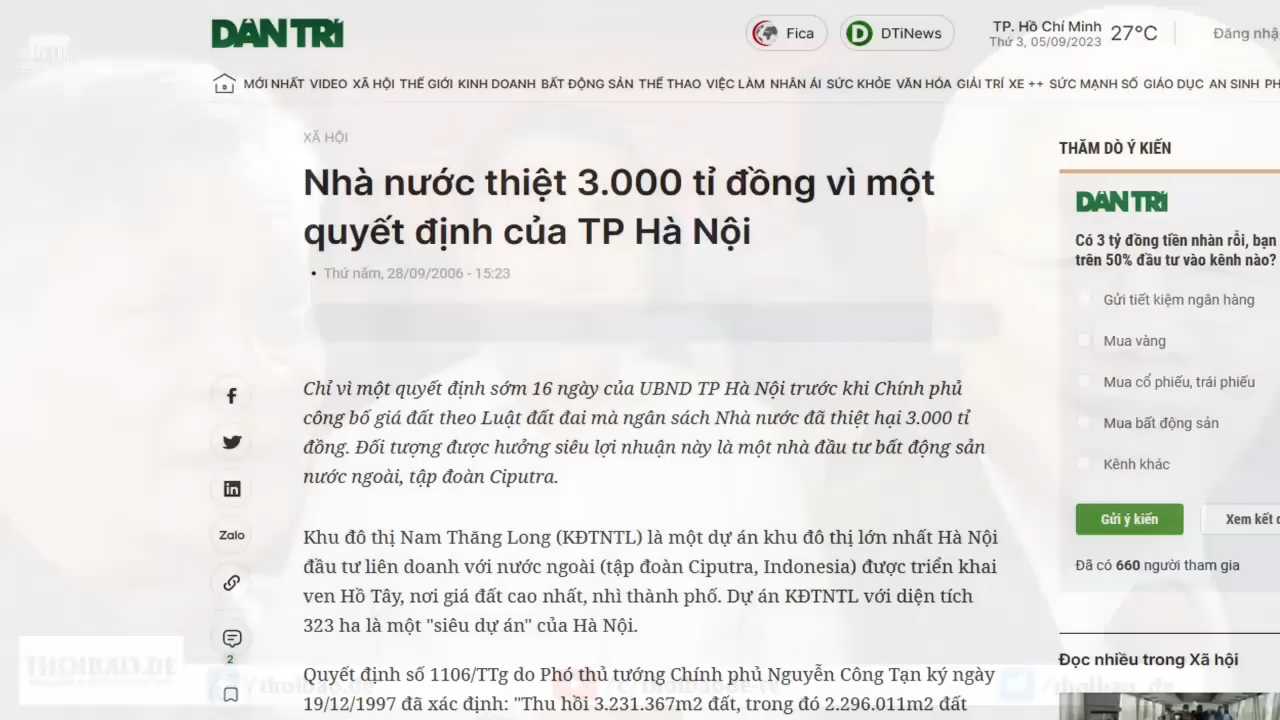 DÂN TRÍ
Fica
DTiNews
TP. Hồ Chí Minh
Thứ 3, 05/09/2023
27°C
Đăng nhậ
MỚI NHẤT VIDEO XÃ HỘI THẾ GIỚI KINH DOANH BẤT ĐỘNG SẢN THỂ THAO VIỆC LÀM NHÂN ÁI SỨC KHỎE VĂN HÓA GIẢI TRÍ XE ++ SỨC MẠNH SỐ GIÁO DỤC AN SINH PH
XÃ HỘI
Nhà nước thiệt 3.000 tỉ đồng vì một
quyết định của TP Hà Nội
• Thứ năm, 28/09/2006 - 15:23
Chỉ vì một quyết định sớm 16 ngày của UBND TP Hà Nội trước khi Chính phủ
công bố giá đất theo Luật đất đai mà ngân sách Nhà nước đã thiệt hại 3.000 tỉ
đồng. Đối tượng được hưởng siêu lợi nhuận này là một nhà đầu tư bất động sản
nước ngoài, tập đoàn Ciputra.
Khu đô thị Nam Thăng Long (KĐTNTL) là một dự án khu đô thị lớn nhất Hà Nội
đầu tư liên doanh với nước ngoài (tập đoàn Ciputra, Indonesia) được triển khai
ven Hồ Tây, nơi giá đất cao nhất, nhì thành phố. Dự án KĐTNTL với diện tích
323 ha là một "siêu dự án" của Hà Nội.
Quyết định số 1106/TTg do Phó thủ tướng Chính phủ Nguyễn Công Tạn ký ngày
19/12/1997 đã xác định: "Thu hồi 3.231.367m2 đất, trong đó 2.296.011m2 đất
Zalo
2
THĂM DÒ Ý KIẾN
DÂN TRÍ
Có 3 tỷ đồng tiền nhàn rỗi, bạn
trên 50% đầu tư vào kênh nào?
Gửi tiết kiệm ngân hàng
Mua vàng
Mua cổ phiếu, trái phiếu
Mua bất động sản
Kênh khác
Gửi ý kiến
Xem kết
Đã có 660 người tham gia
Đọc nhiều trong Xã hội
THOIBAO.DE